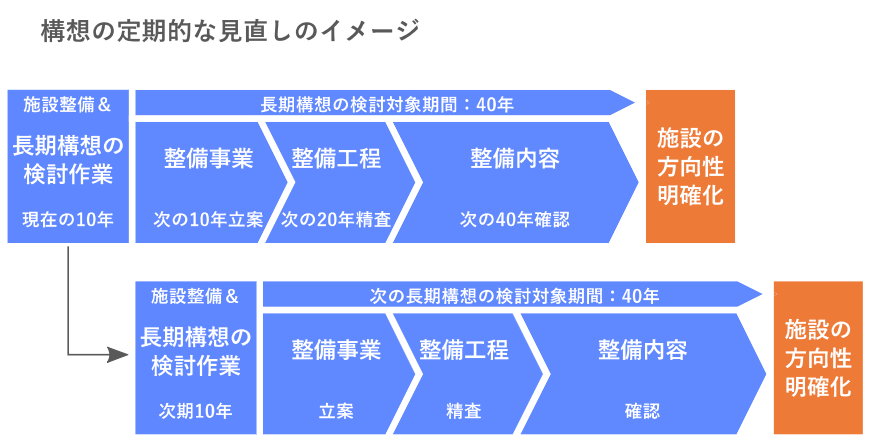 構想の定期的な見直しのイメージ
施設整備＆
長期構想の
検討作業
現在の10年
長期構想の検討対象期間：40年
整備事業
次の10年立案
整備工程
次の20年精査
整備内容
次の40年確認
施設の
方向性
明確化
施設整備＆
長期構想の
検討作業
次期10年
次の長期構想の検討対象期間：40年
整備事業
立案
整備工程
精査
整備内容
確認
施設の
方向性
明確化